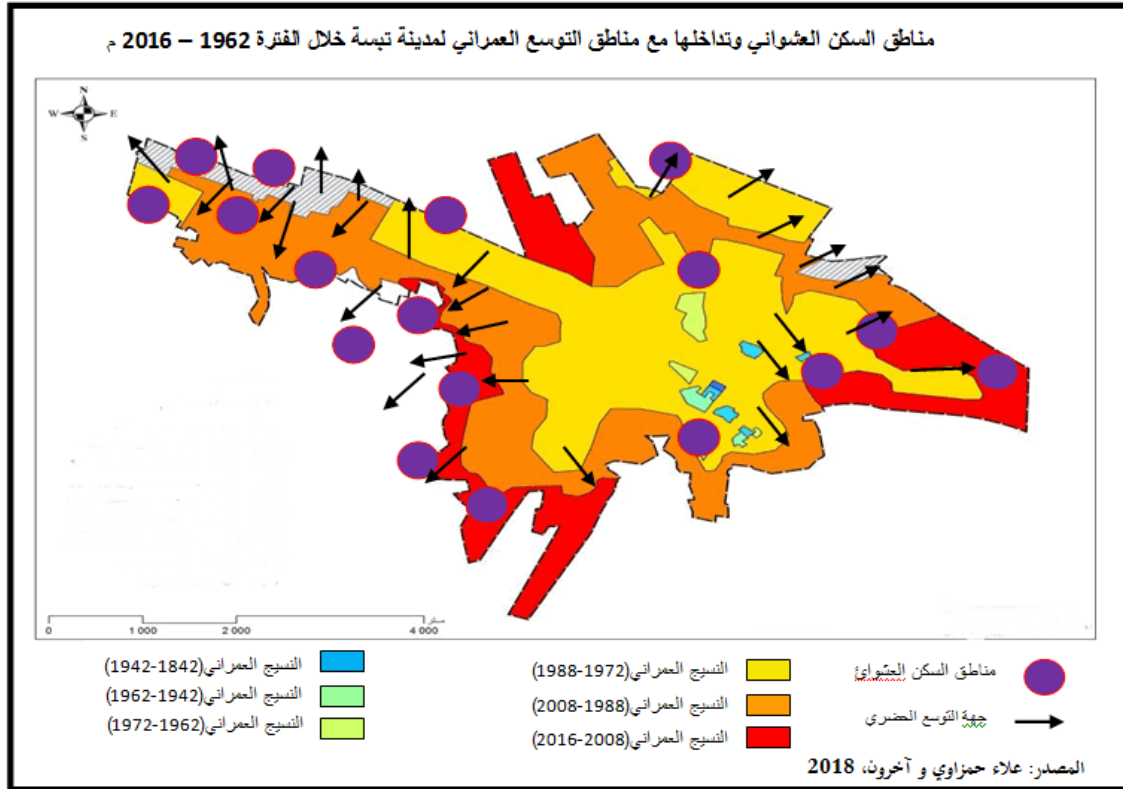 مناطق السكن العشوائي وتداخلها مع مناطق التوسع العمراني لمدينة تبسة خلال الفترة 1962 – 2016 م
N
W E
S
0 1 000 2 000 4 000
النسيج العمراني(1842-1942)
النسيج العمراني(1942-1962)
النسيج العمراني(1962-1972)
النسيج العمراني(1972-1988)
النسيج العمراني(1988-2008)
النسيج العمراني(2008-2016)
مناطق السكن العشوائ
جهة التوسع الحضري
المصدر: علاء حمزاوي و آخرون، 2018